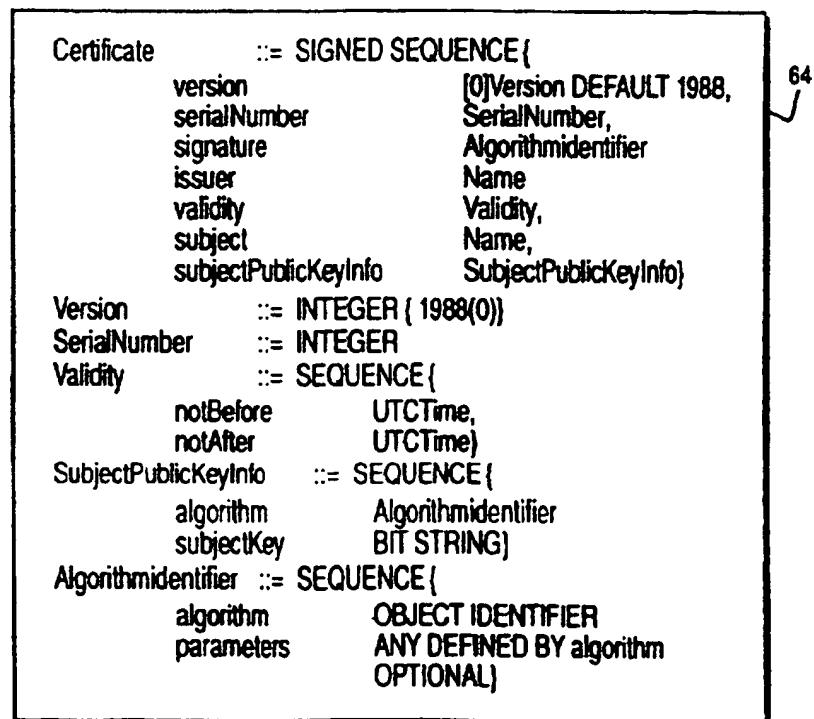 Certificate ::= SIGNED SEQUENCE{
version [0]Version DEFAULT 1988,
serialNumber SerialNumber,
signature Algorithmidentifier
issuer Name
validity Validity,
subject Name,
subjectPublicKeyInfo SubjectPublicKeyInfo}
Version ::= INTEGER { 1988(0)}
SerialNumber ::= INTEGER
Validity ::= SEQUENCE{
notBefore UTCTime,
notAfter UTCTime}
SubjectPublicKeyInfo ::= SEQUENCE{
algorithm Algorithmidentifier
subjectKey BIT STRING}
Algorithmidentifier ::= SEQUENCE{
algorithm OBJECT IDENTIFIER
parameters ANY DEFINED BY algorithm
OPTIONAL}
64